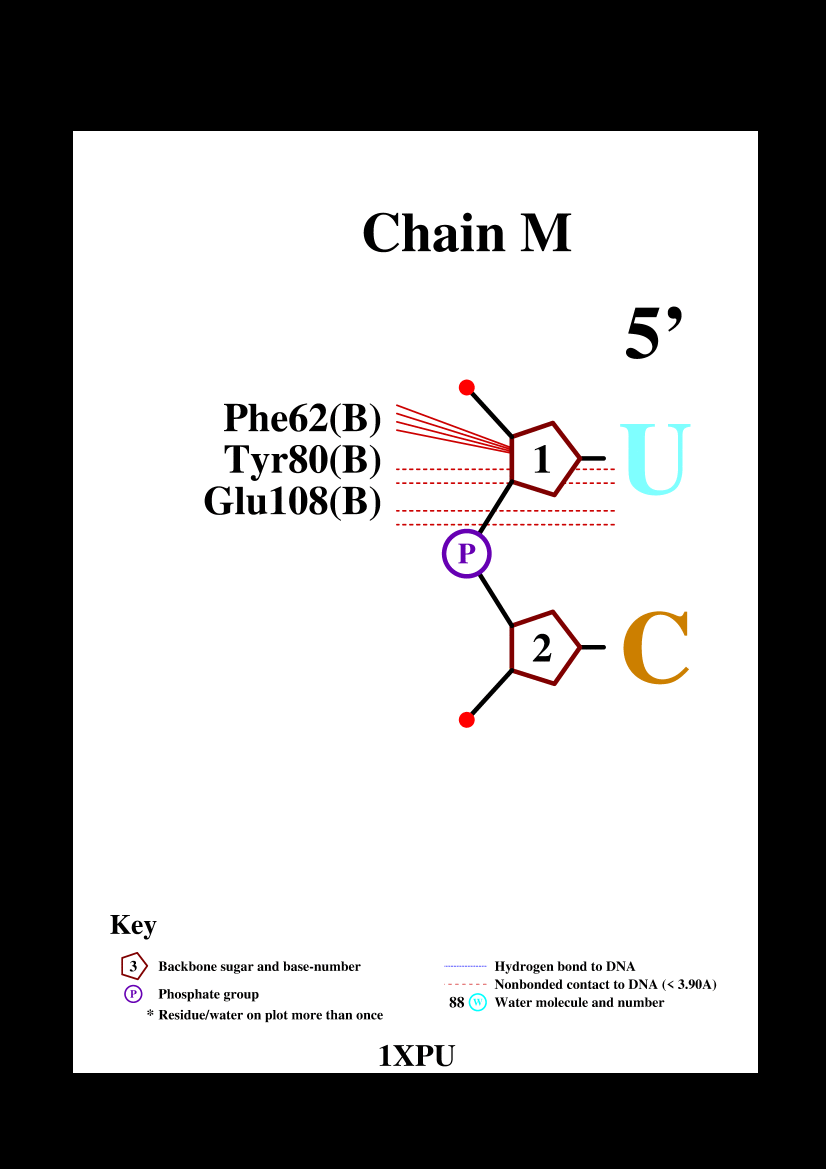 Chain M
5’
Phe62(B)
Tyr80(B)
Glu108(B)
1
U
P
2
C
Key
3 Backbone sugar and base-number
P Phosphate group
* Residue/water on plot more than once
Hydrogen bond to DNA
Nonbonded contact to DNA (< 3.90A)
88 W Water molecule and number
1XPU